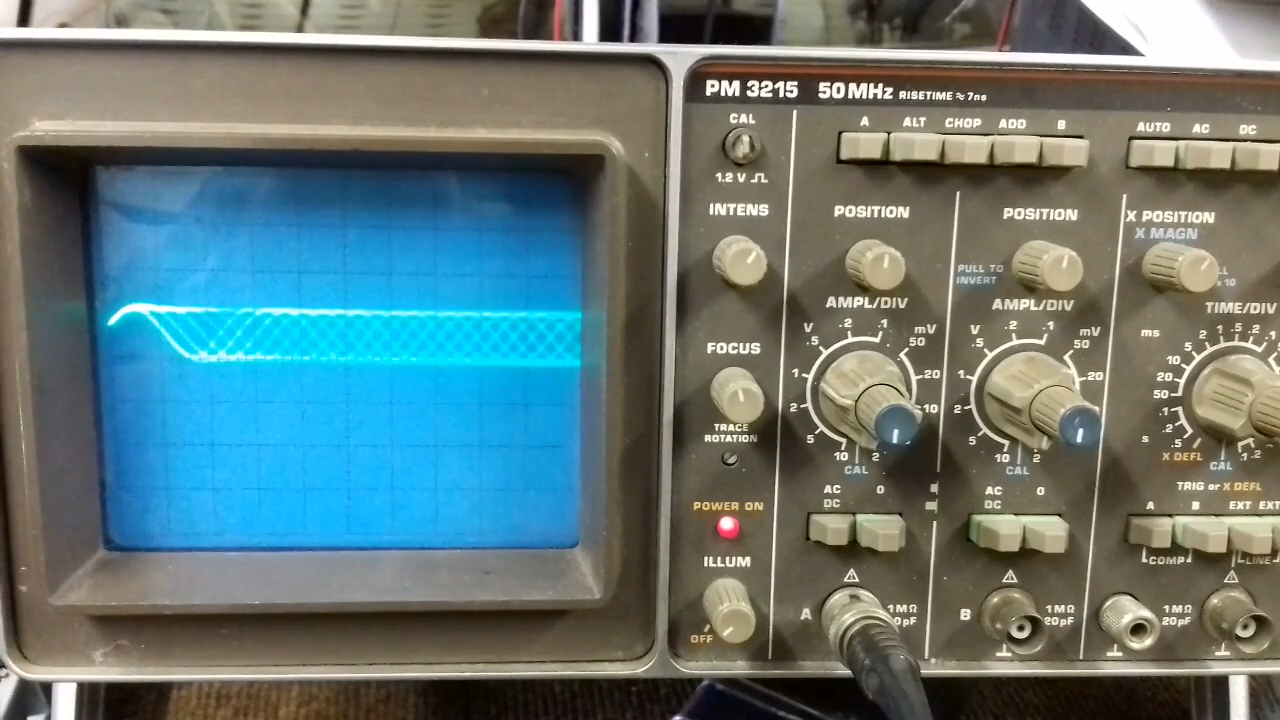 PM 3215 50MHz RISETIME ≈ 7ns
CAL
1.2 V
INTENS
FOCUS
TRACE
ROTATION
POWER ON
ILLUM
OFF
A ALT CHOP ADD B
POSITION
AMPL/DIV
V .2 .1 mV
.5 50
1 20
2 10
5
10 2
CAL
AC 0
DC
A 1MΩ
20pF
POSITION
PULL TO
INVERT
AMPL/DIV
V .2 .1 mV
.5 50
1 20
2
5
10 2
CAL
AC 0
DC
B 1MΩ
20pF
AUTO AC DC
X POSITION
X MAGN
TIME/DIV
ms 2 1 .5 .2
5
10
20
50
.1
.2
s .5
X DEFL
CAL
.1 .2
TRIG or X DEFL
A B EXT EXT
COMP LINE
1MΩ
20pF